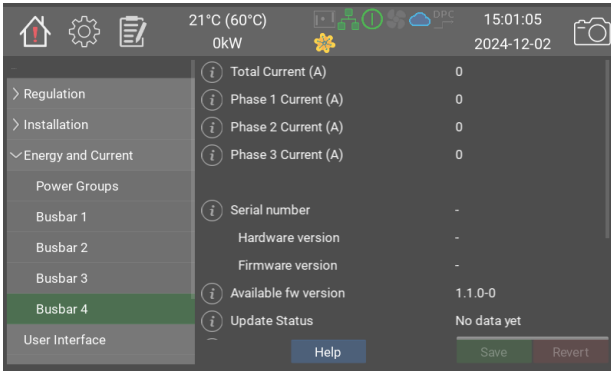 21°C (60°C)
0kW
DPC
15:01:05
2024-12-02
Regulation
Installation
Energy and Current
Power Groups
Busbar 1
Busbar 2
Busbar 3
Busbar 4
User Interface
Total Current (A) 0
Phase 1 Current (A) 0
Phase 2 Current (A) 0
Phase 3 Current (A) 0
Serial number -
Hardware version -
Firmware version -
Available fw version 1.1.0-0
Update Status No data yet
Help
Save
Revert